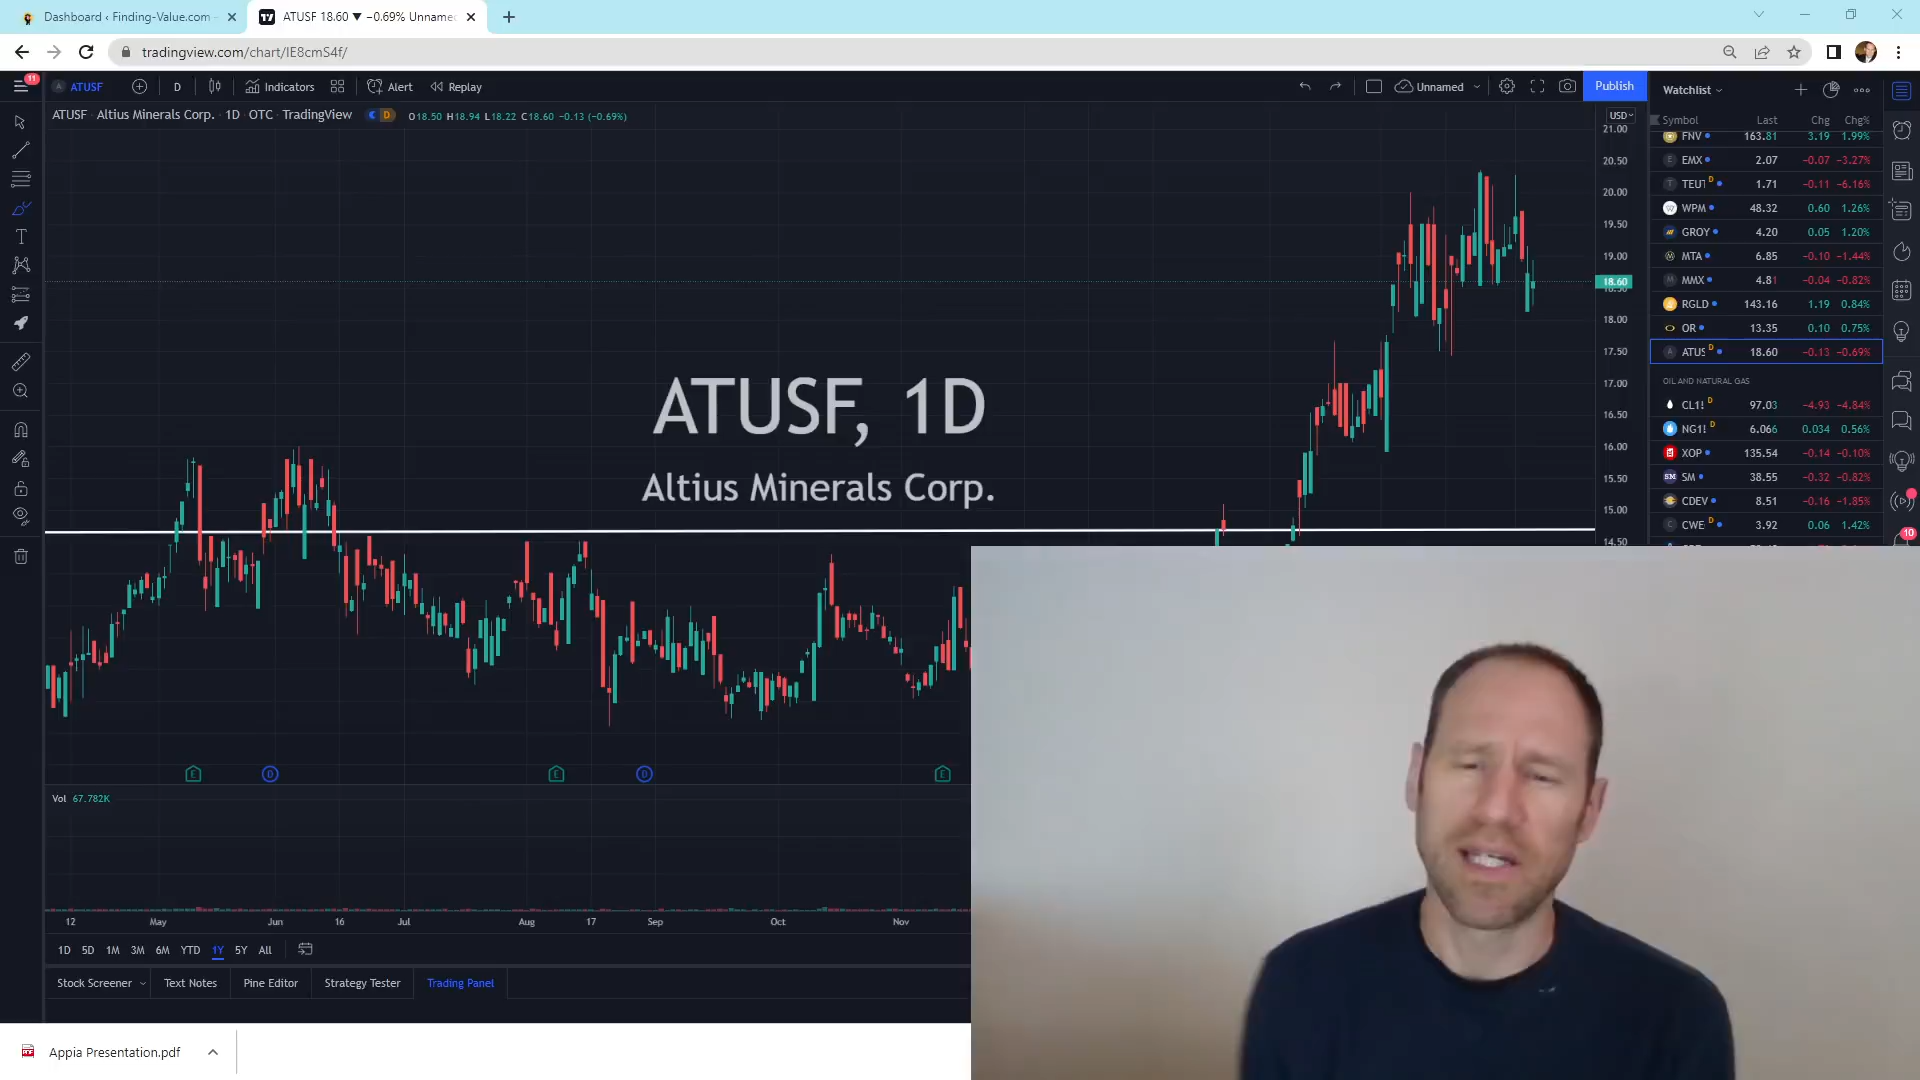 Dashboard ‹ Finding-Value.com
ATUSF 18.60 ▼ −0.69% Unnamed
tradingview.com/chart/IE8cmS4f/
11
ATUSF
D
Indicators
Alert
Replay
Unnamed
Publish
ATUSF · Altius Minerals Corp. · 1D · OTC · TradingView
D
O18.50 H18.94 L18.22 C18.60 −0.13 (−0.69%)
USD
21.00
20.50
20.00
19.50
19.00
18.60
18.00
17.50
17.00
16.50
16.00
15.50
15.00
14.50
ATUSF, 1D
Altius Minerals Corp.
E
D
E
D
E
Vol 67.782K
12 May Jun 16 Jul Aug 17 Sep Oct Nov
1D 5D 1M 3M 6M YTD 1Y 5Y All
Stock Screener Text Notes Pine Editor Strategy Tester Trading Panel
Watchlist
Symbol Last Chg Chg%
FNV 163.81 3.19 1.99%
EMX 2.07 −0.07 −3.27%
TEUT D 1.71 −0.11 −6.16%
WPM 48.32 0.60 1.26%
GROY 4.20 0.05 1.20%
MTA 6.85 −0.10 −1.44%
MMX 4.81 −0.04 −0.82%
RGLD 143.16 1.19 0.84%
OR 13.35 0.10 0.75%
ATUS D 18.60 −0.13 −0.69%
OIL AND NATURAL GAS
CL1! D 97.03 −4.93 −4.84%
NG1! D 6.066 0.034 0.56%
XOP 135.54 −0.14 −0.10%
SM 38.55 −0.32 −0.82%
CDEV 8.51 −0.16 −1.85%
CWE D 3.92 0.06 1.42%
10
Appia Presentation.pdf